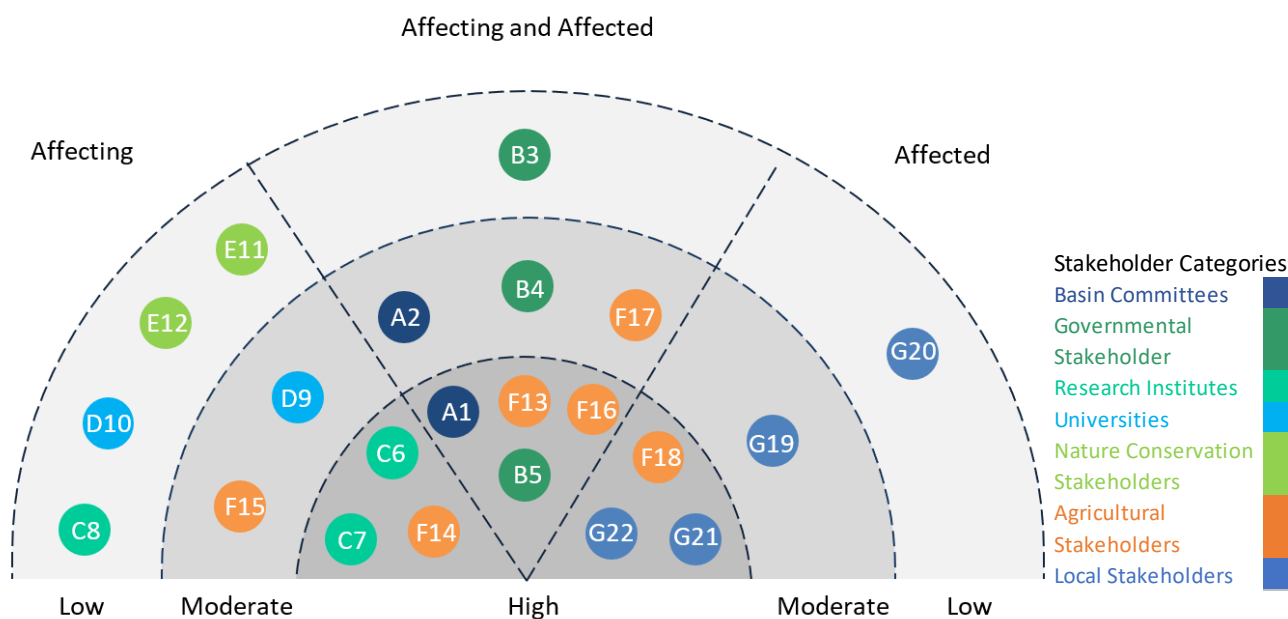 Affecting and Affected
Affecting
Affected
B3
E11
E12
B4
A2
F17
G20
D9
D10
A1
F13
F16
G19
C6
F18
B5
F15
C8
C7
F14
G22
G21
Stakeholder Categories
Basin Committees
Governmental
Stakeholder
Research Institutes
Universities
Nature Conservation
Stakeholders
Agricultural
Stakeholders
Local Stakeholders
Low
Moderate
High
Moderate
Low